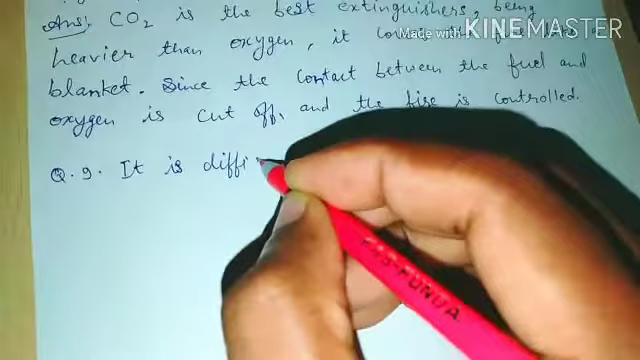 Ans: CO2 is the best extinguishers, being
heavier than oxygen, it
blanket. Since the contact between the fuel and
oxygen is cut off, and the fire is controlled.
Q.9. It is diffi
Made with KINEMASTER